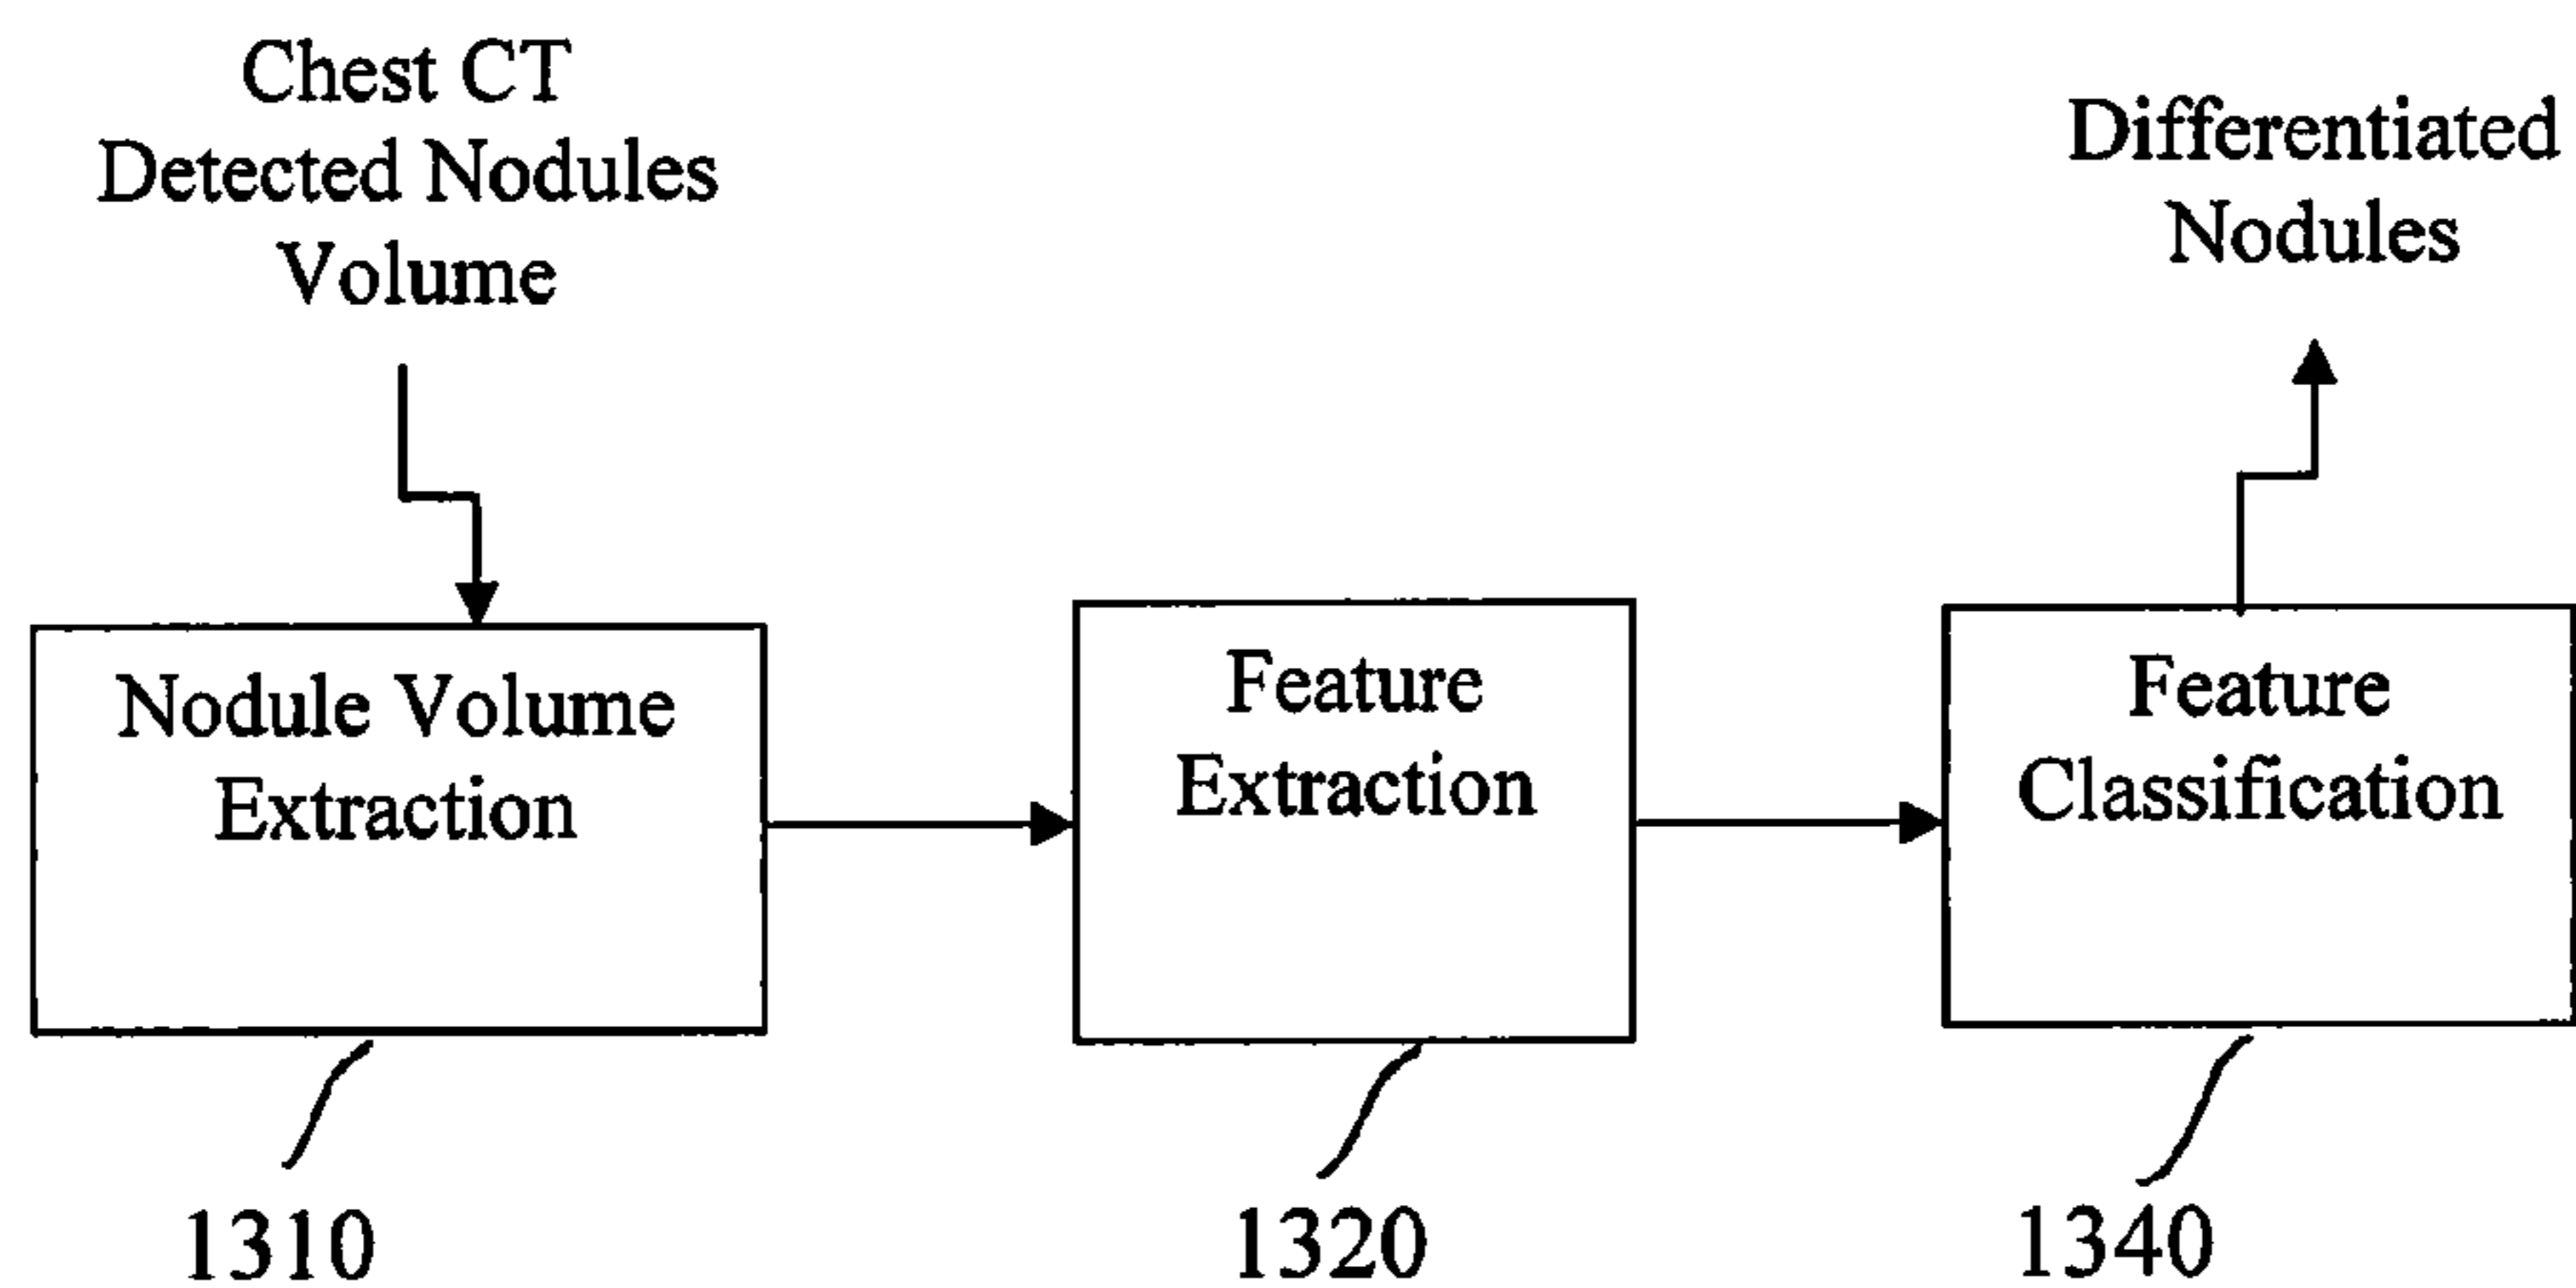 Chest CT
Detected Nodules
Volume
Differentiated
Nodules
Nodule Volume
Extraction
Feature
Extraction
Feature
Classification
1310
1320
1340